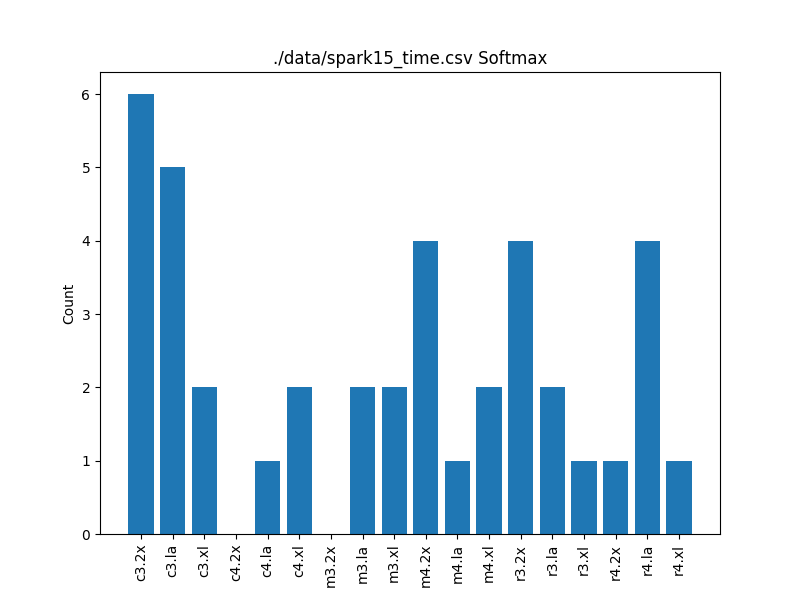 ./data/spark15_time.csv Softmax
Count
6
5
4
3
2
1
0
c3.2x
c3.la
c3.xl
c4.2x
c4.la
c4.xl
m3.2x
m3.la
m3.xl
m4.2x
m4.la
m4.xl
r3.2x
r3.la
r3.xl
r4.2x
r4.la
r4.xl